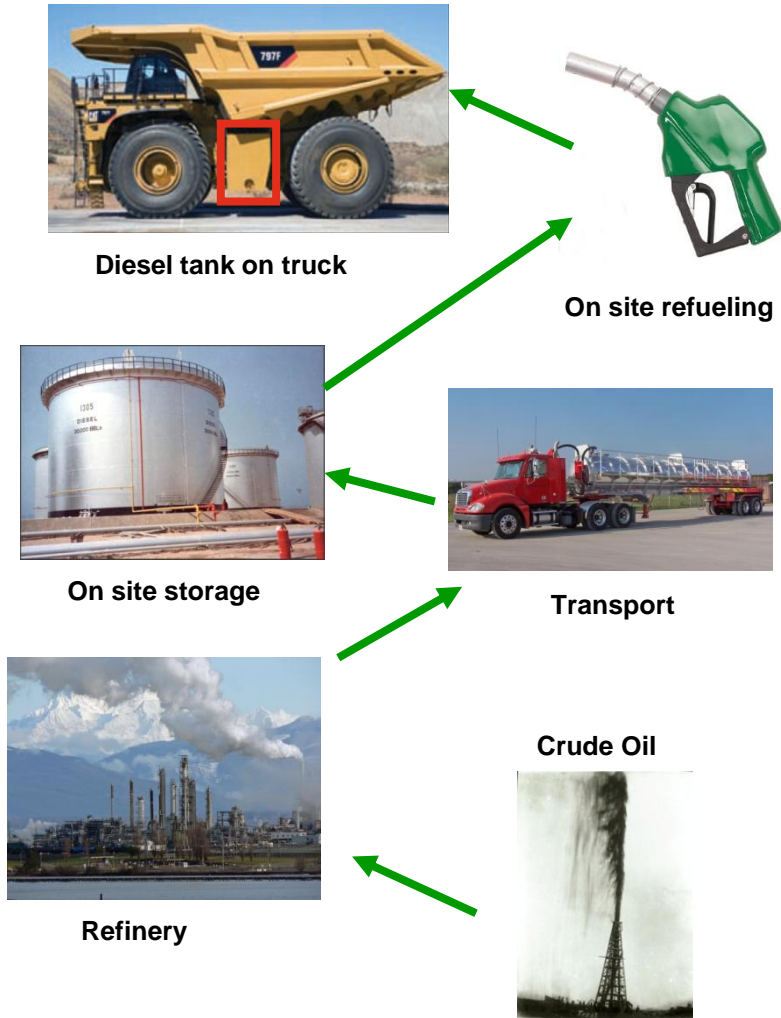 797F
CAT
Diesel tank on truck
On site refueling
1305
DIESEL
On site storage
Transport
Crude Oil
Refinery